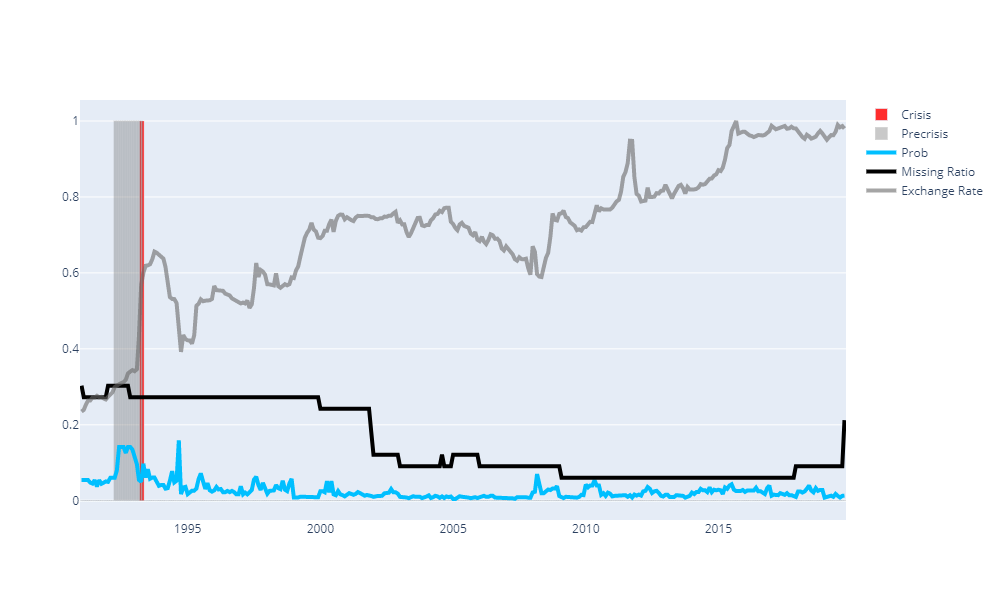 1
0.8
0.6
0.4
0.2
0
1995
2000
2005
2010
2015
Crisis
Precrisis
Prob
Missing Ratio
Exchange Rate